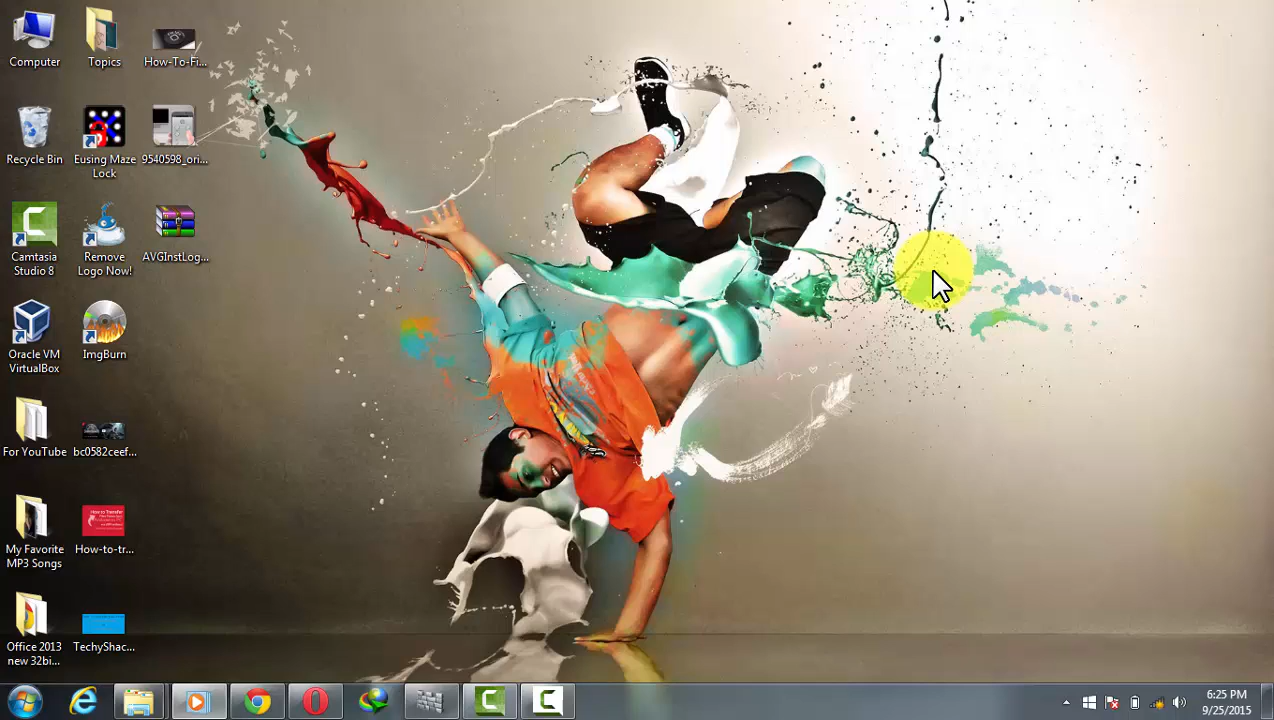 Computer
Topics
How-To-Fi...
Recycle Bin
Eusing Maze
Lock
9540598_ori...
Camtasia
Studio 8
Remove
Logo Now!
AVGInstLog...
Oracle VM
VirtualBox
ImgBurn
For YouTube
bc0582ceef...
My Favorite
MP3 Songs
How-to-tr...
Office 2013
new 32bi...
TechyShac...
6:25 PM
9/25/2015